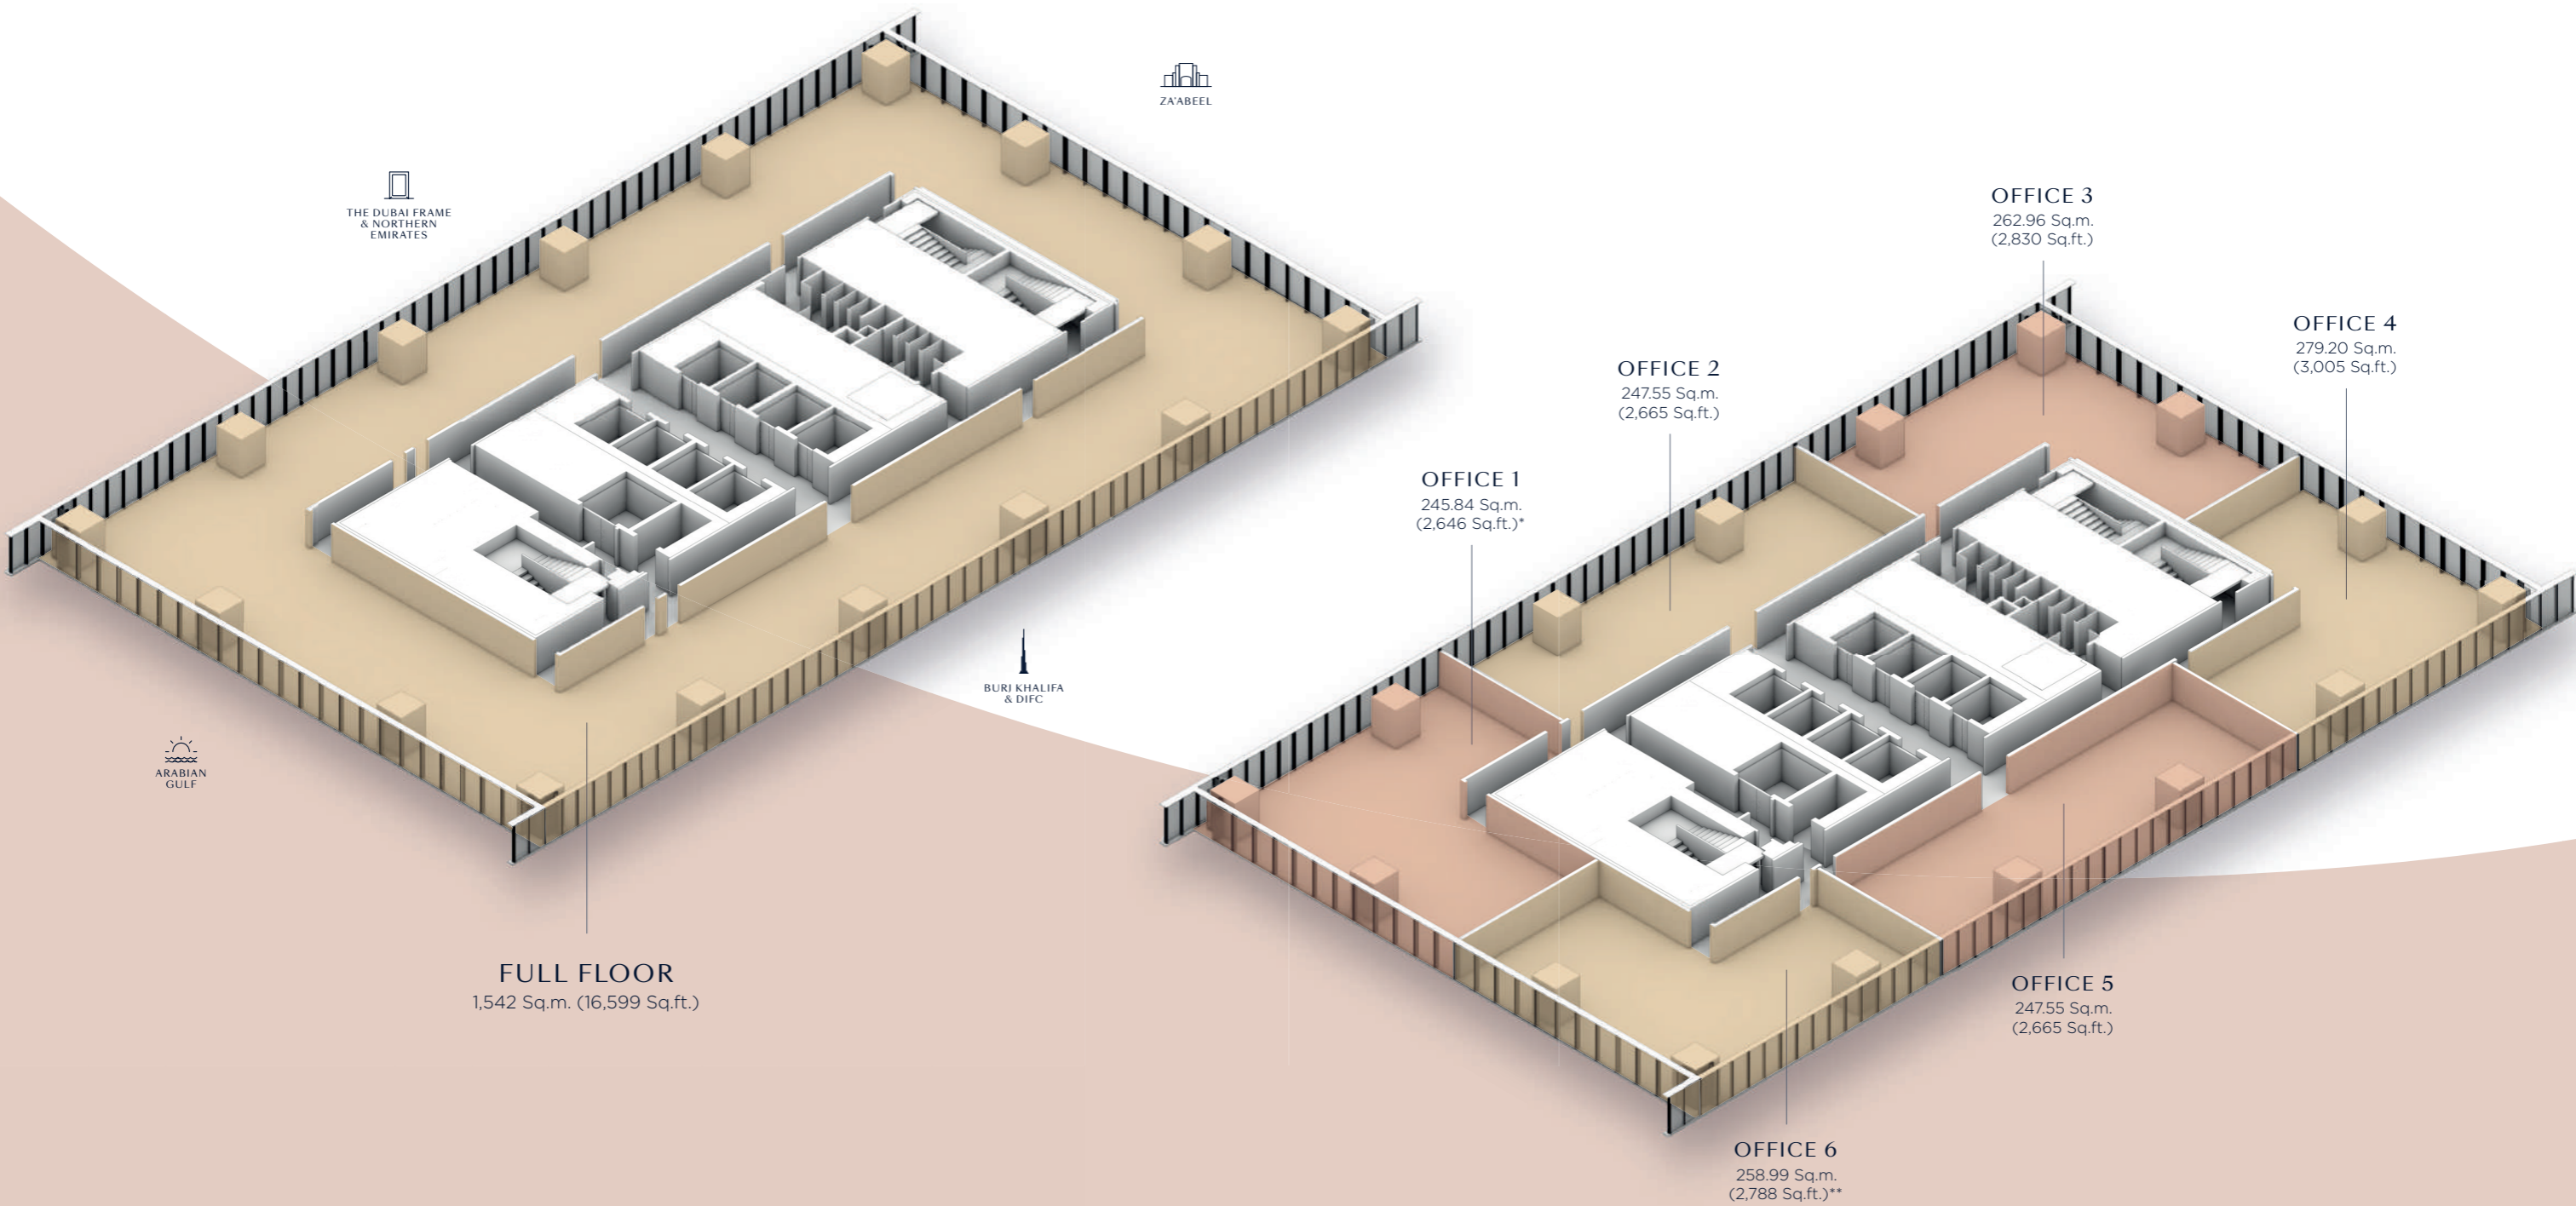 ZA'ABEEL
THE DUBAI FRAME
& NORTHERN
EMIRATES
BURJ KHALIFA
& DIFC
ARABIAN
GULF
FULL FLOOR
1,542 Sq.m. (16,599 Sq.ft.)
OFFICE 1
245.84 Sq.m.
(2,646 Sq.ft.)*
OFFICE 2
247.55 Sq.m.
(2,665 Sq.ft.)
OFFICE 3
262.96 Sq.m.
(2,830 Sq.ft.)
OFFICE 4
279.20 Sq.m.
(3,005 Sq.ft.)
OFFICE 5
247.55 Sq.m.
(2,665 Sq.ft.)
OFFICE 6
258.99 Sq.m.
(2,788 Sq.ft.)**